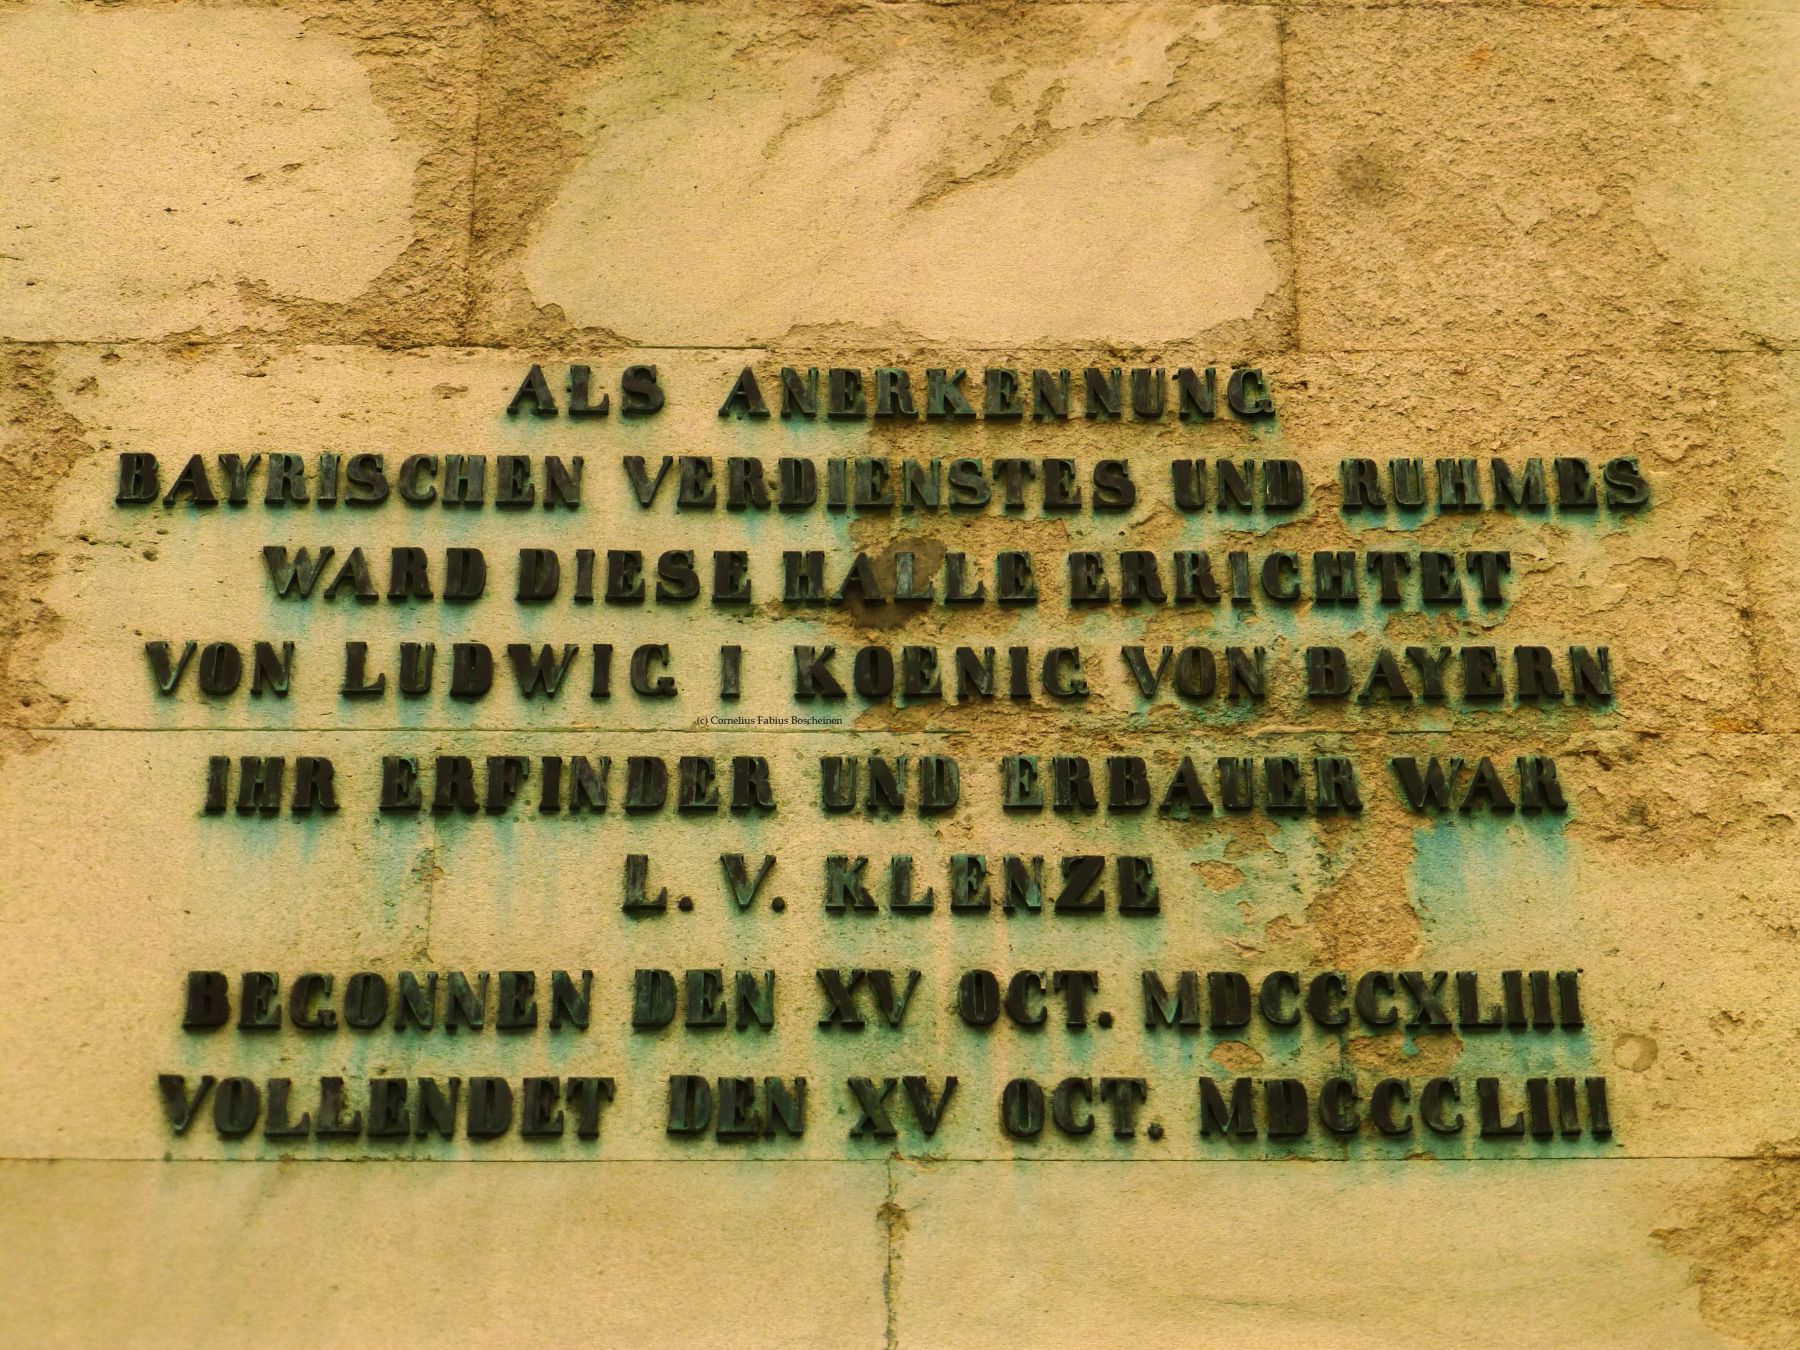 ALS ANERKENNUNG
BAYRISCHEN VERDIENSTES UND RUHMES
WARD DIESE HALLE ERRICHTET
VON LUDWIG I KOENIG VON BAYERN
(c) Cornelius Fabius Boscheinen
IHR ERFINDER UND ERBAUER WAR
L. V. KLENZE
BEGONNEN DEN XV OCT. MDCCCXLIII
VOLLENDET DEN XV OCT. MDCCCLIII